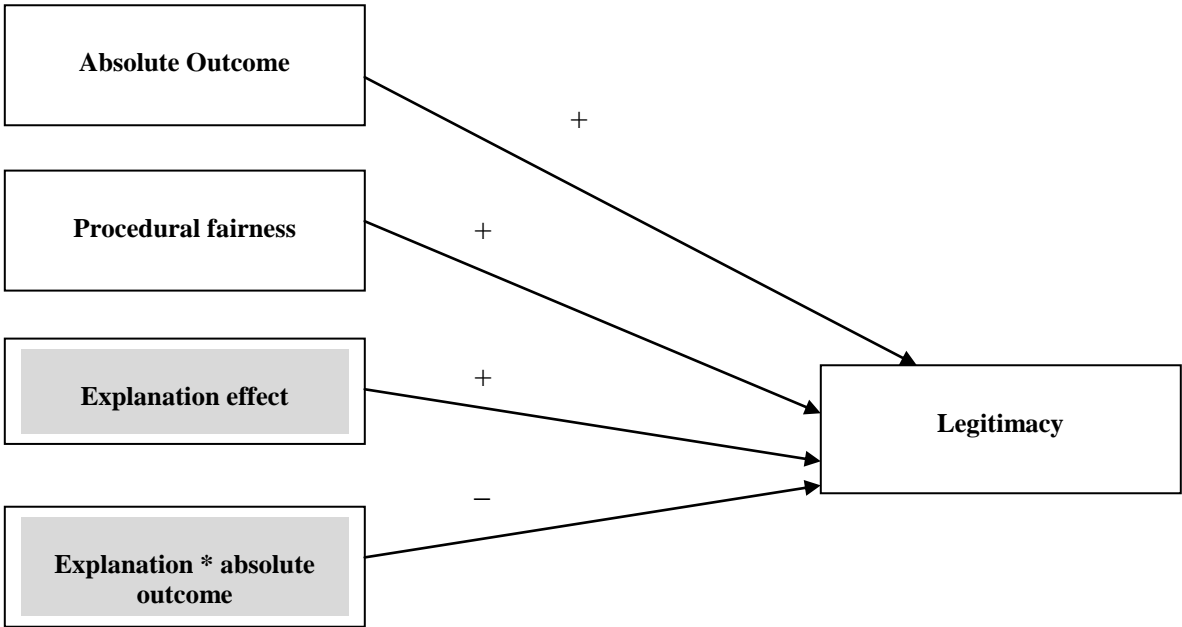 Absolute Outcome
+
Procedural fairness
+
Explanation effect
+
Legitimacy
−
Explanation * absolute
outcome